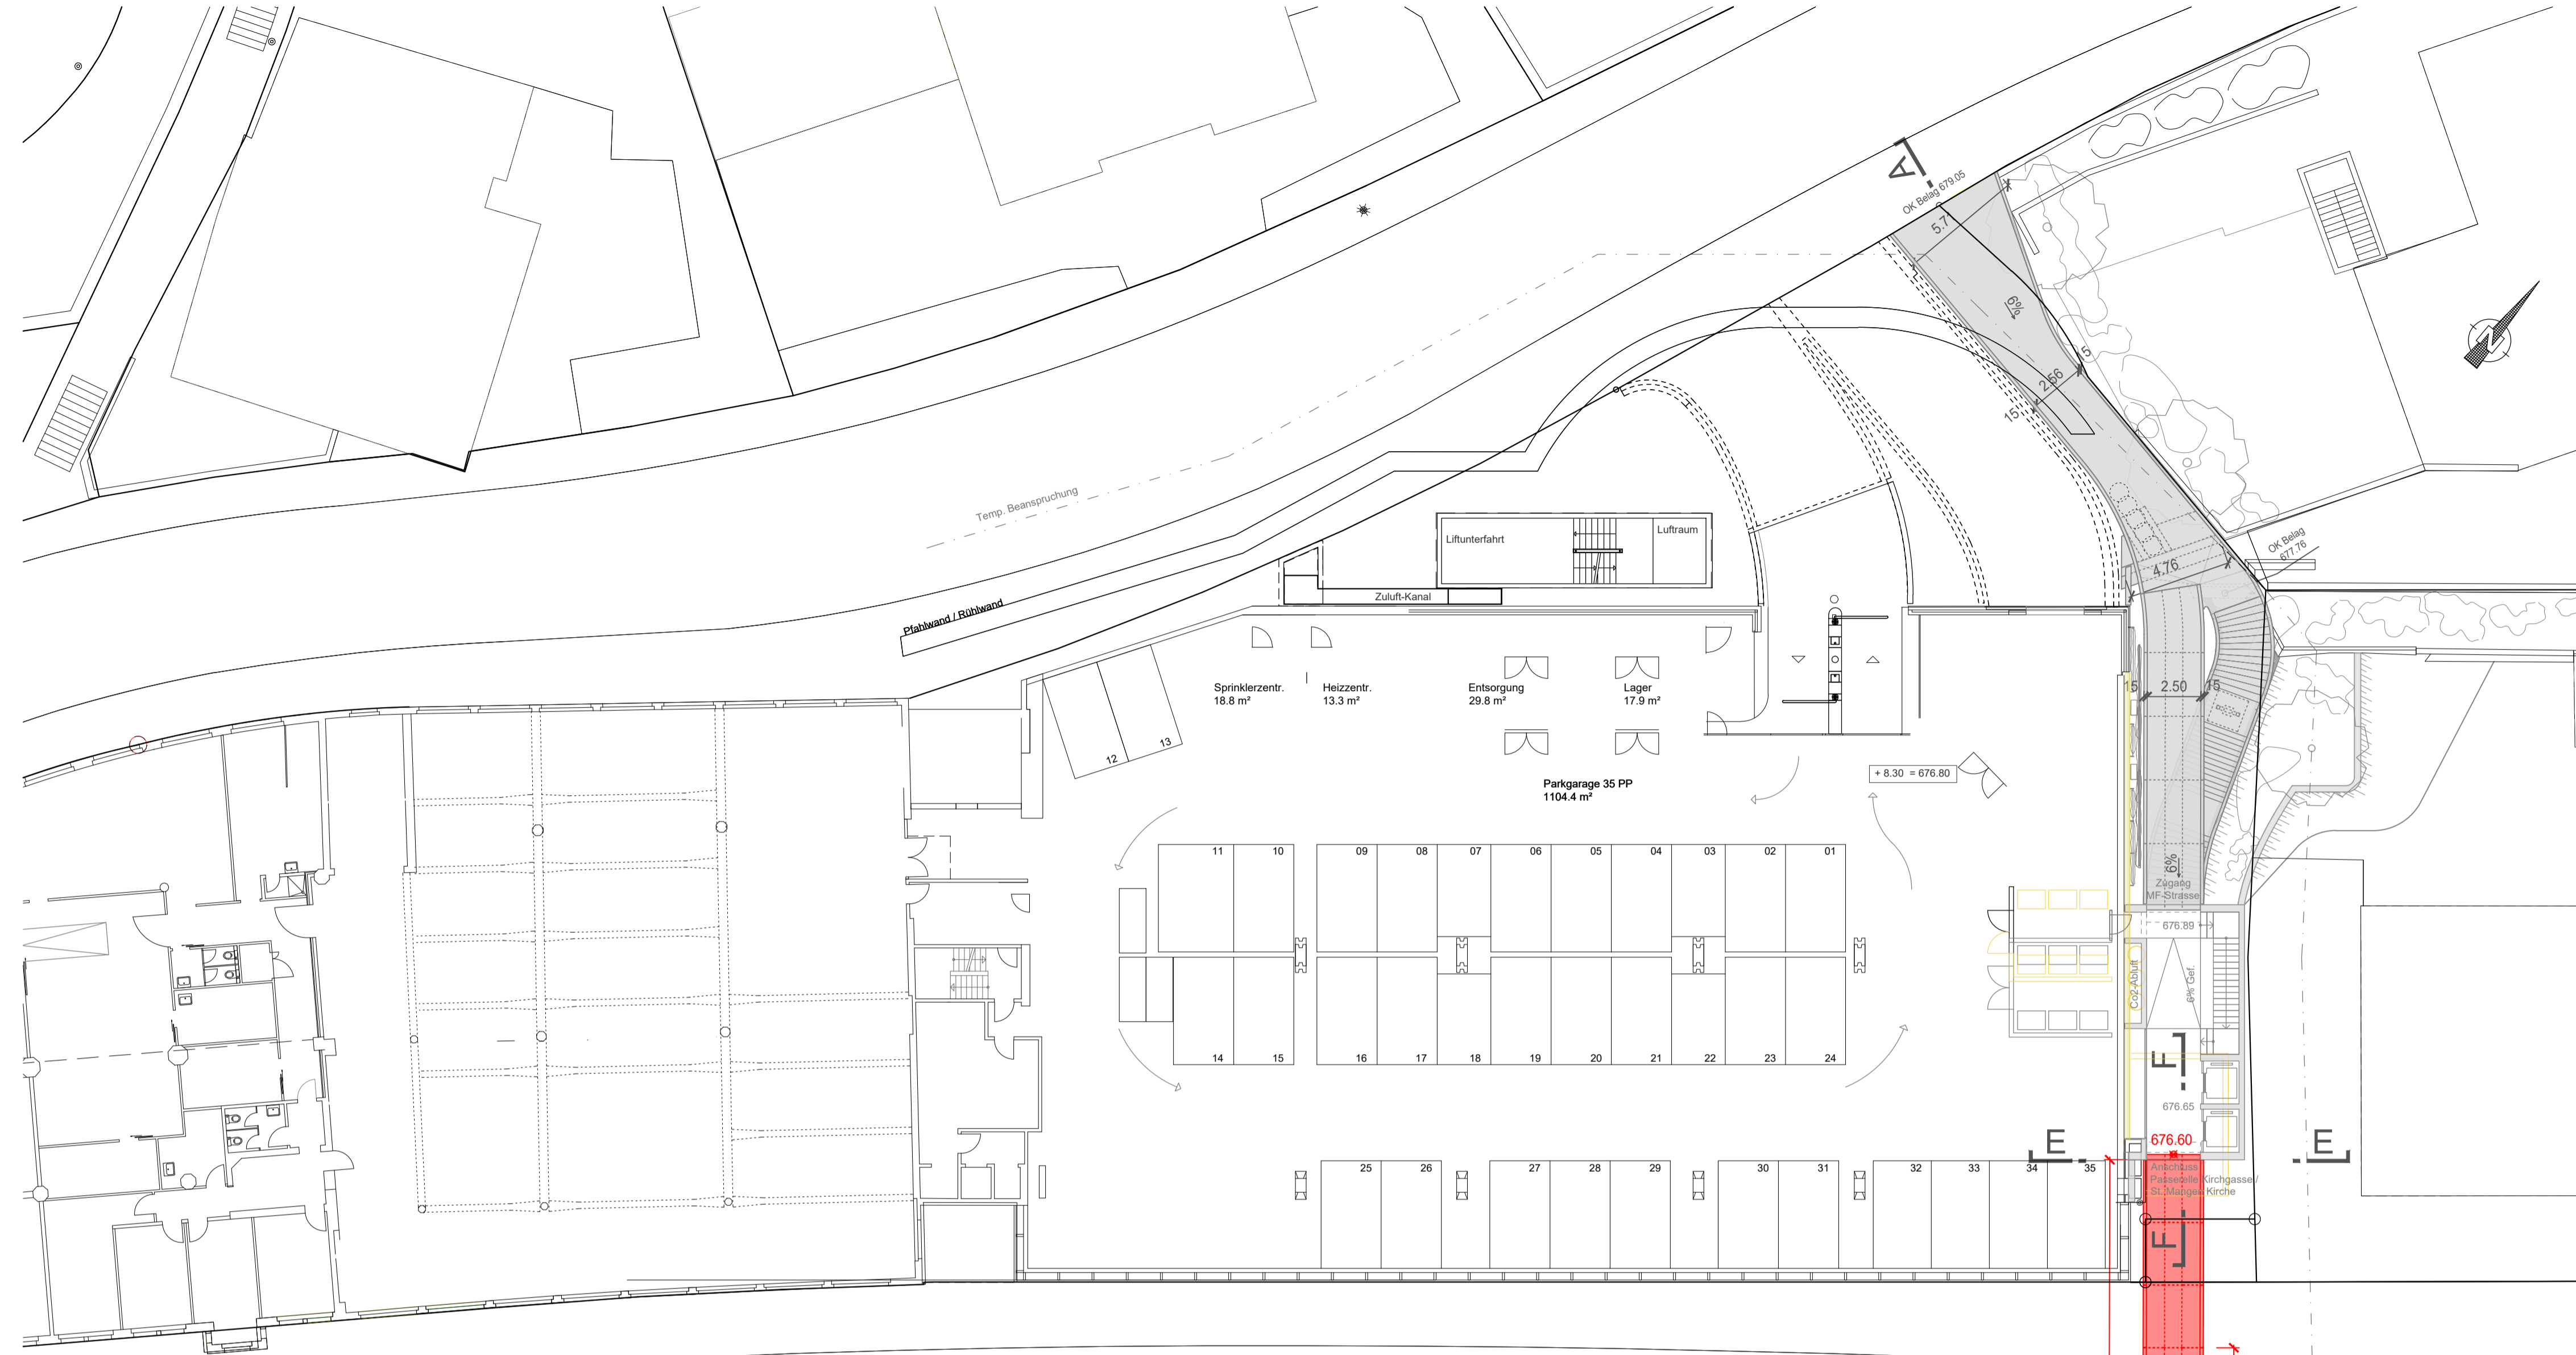 A
OK Belag 679.05
5.7
6%
5
2.56
15
N
Temp. Beanspruchung
Liftunterfahrt
Luftraum
OK Belag
677.76
4.76
Zuluft-Kanal
Pfahlwand / Rühlwand
Sprinklerzentr.
18.8 m²
Heizzentr.
13.3 m²
Entsorgung
29.8 m²
Lager
17.9 m²
15
2.50
15
12
13
Parkgarage 35 PP
1104.4 m²
+ 8.30 = 676.80
11
10
09
08
07
06
05
04
03
02
01
6%
Zugang
MF-Strasse
676.89
Co2-Abluft
6% Gef.
14
15
16
17
18
19
20
21
22
23
24
F
676.65
E
676.60
E
25
26
27
28
29
30
31
32
33
34
35
Anschluss
Passerelle Kirchgasse/
St. Mangen Kirche
F